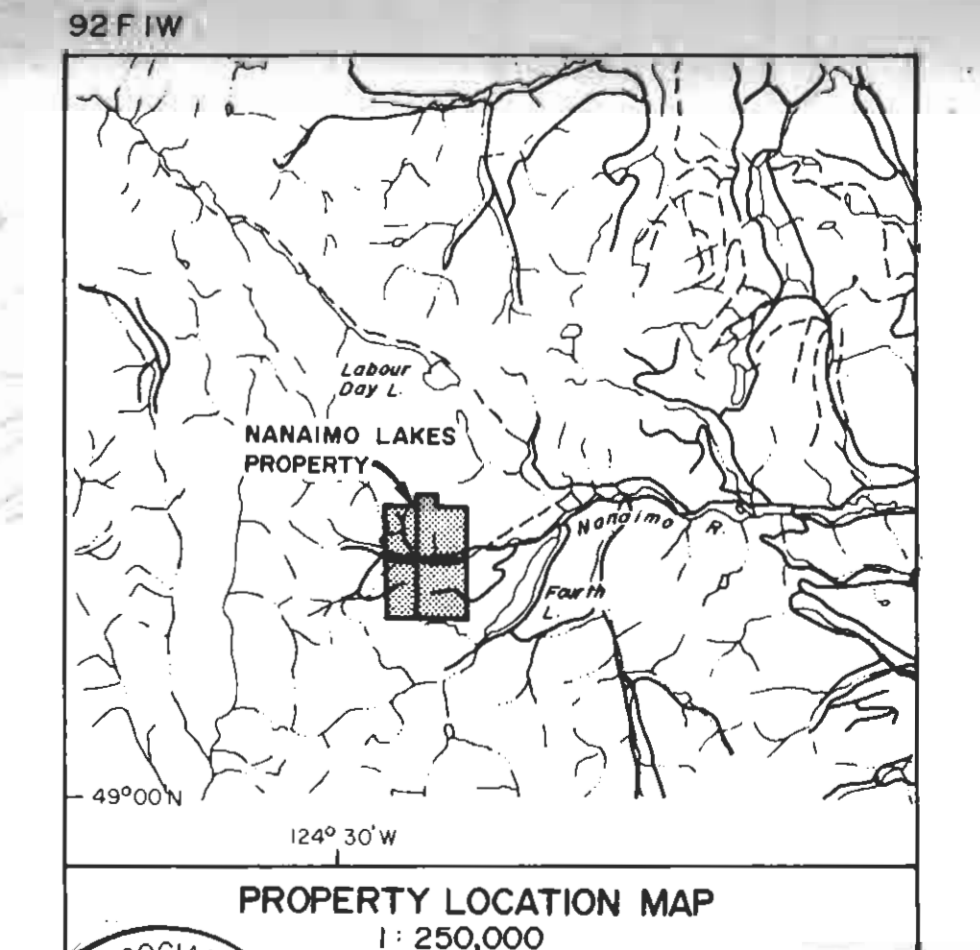 92 F 1W
Labour
Day L.
NANAIMO LAKES
PROPERTY
Nanaimo R.
Fourth
L.
49°00'N
124° 30'W
PROPERTY LOCATION MAP
1: 250,000